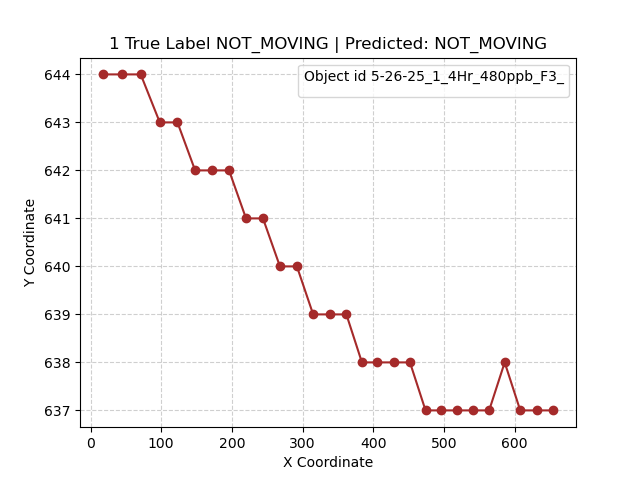 1 True Label NOT_MOVING | Predicted: NOT_MOVING
Object id 5-26-25_1_4Hr_480ppb_F3_
Y Coordinate
644
643
642
641
640
639
638
637
0 100 200 300 400 500 600
X Coordinate